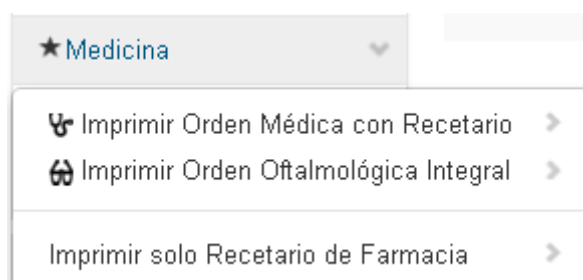 Medicina
Imprimir Orden Médica con Recetario
Imprimir Orden Oftalmológica Integral
Imprimir solo Recetario de Farmacia